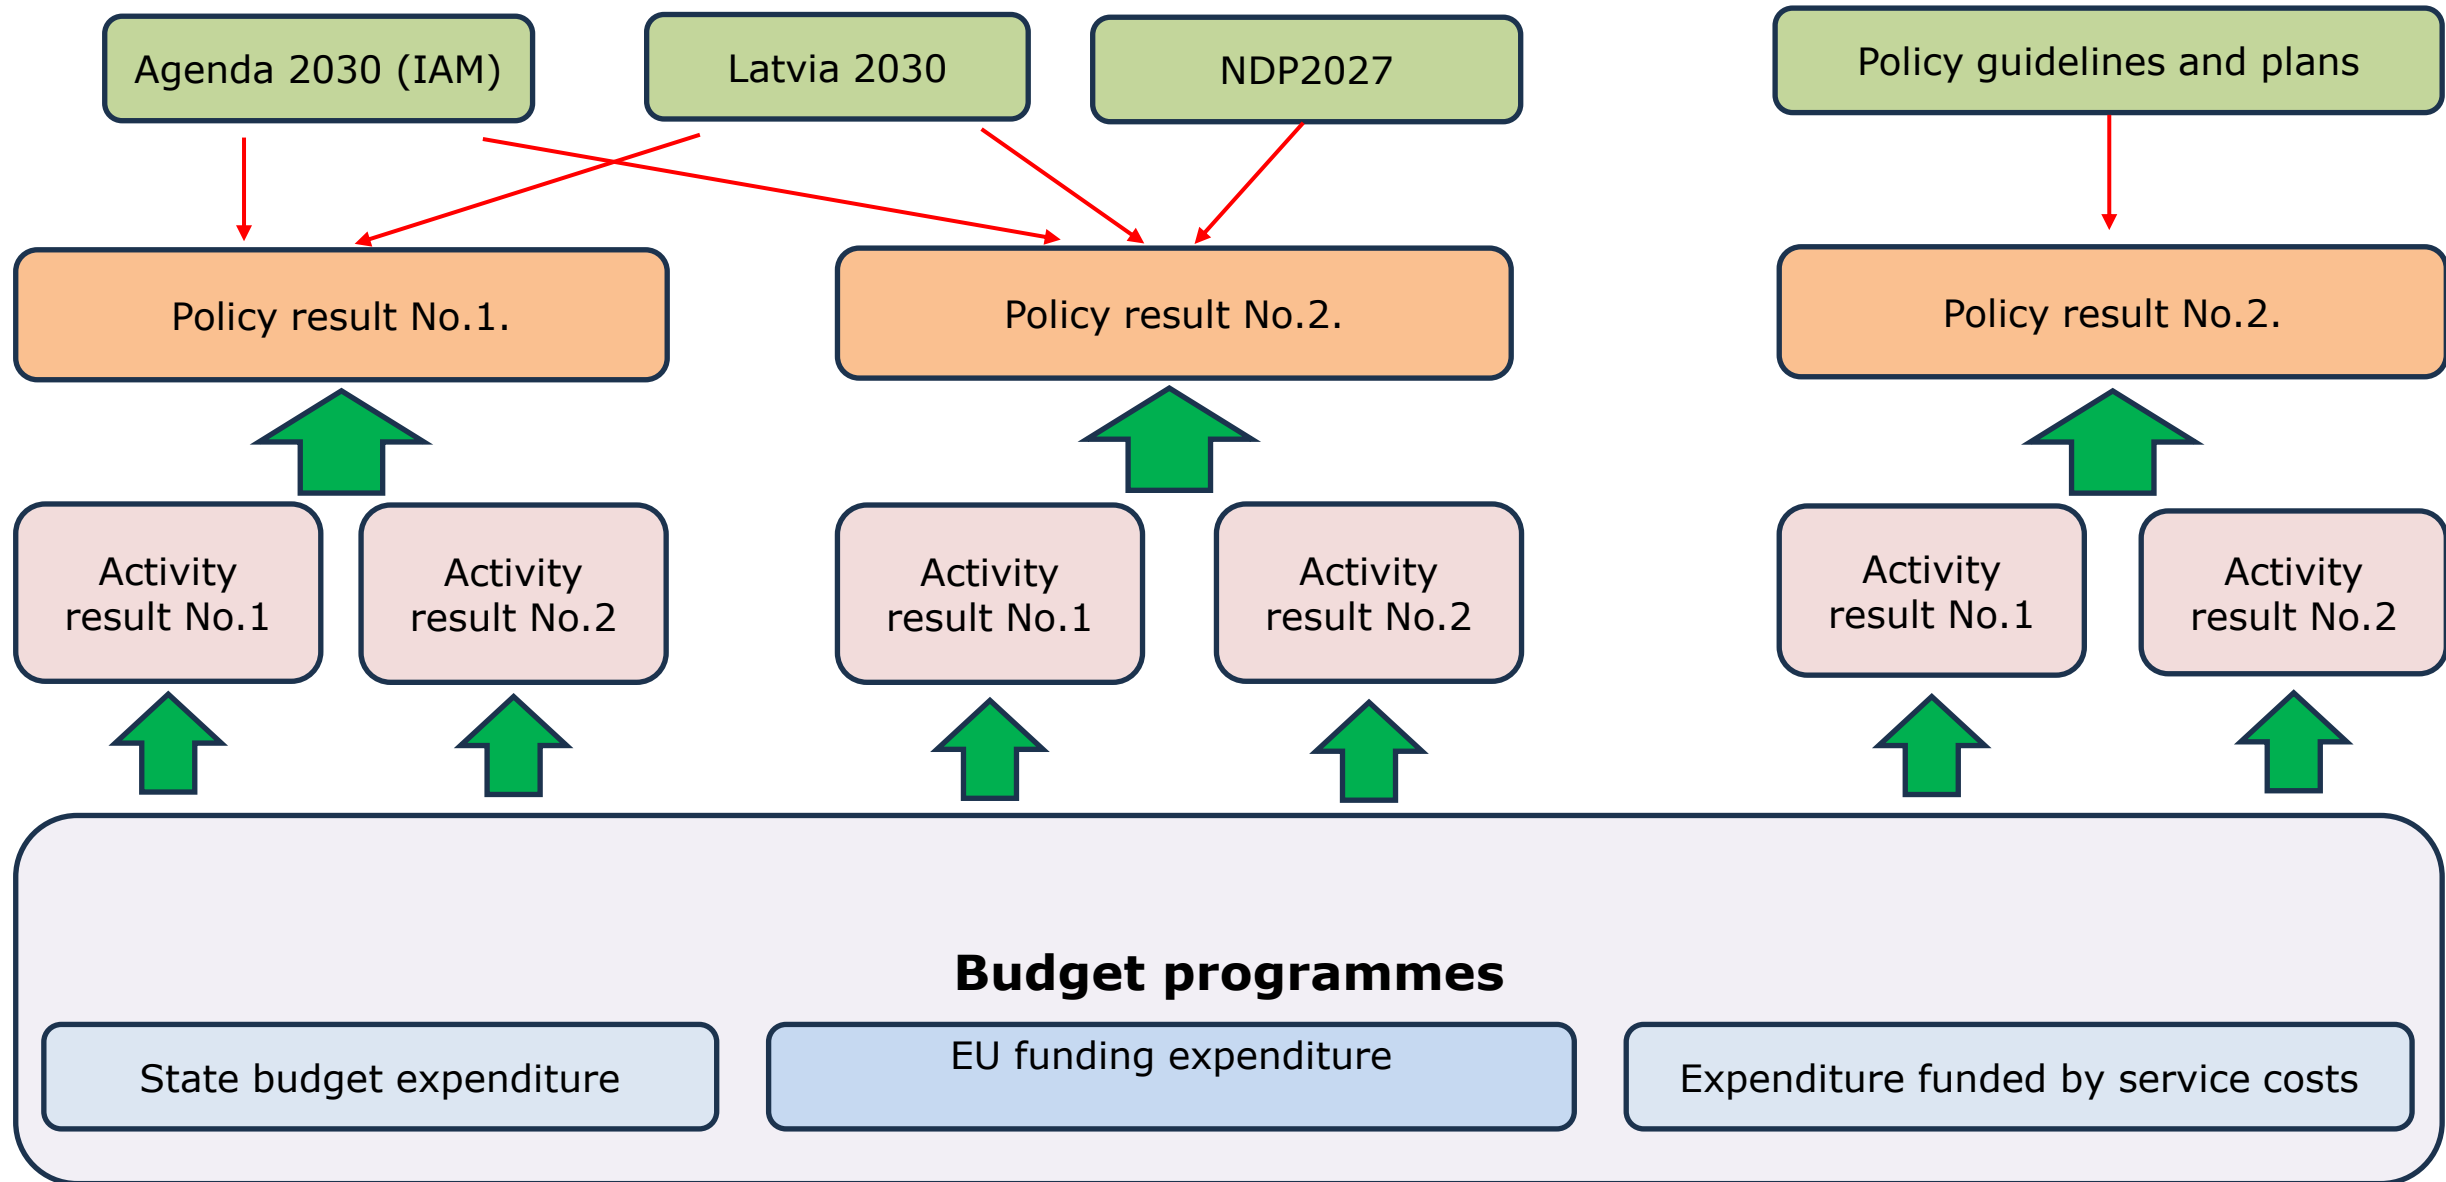 Agenda 2030 (IAM)
Latvia 2030
NDP2027
Policy guidelines and plans
Policy result No.1.
Policy result No.2.
Policy result No.2.
Activity
result No.1
Activity
result No.2
Activity
result No.1
Activity
result No.2
Activity
result No.1
Activity
result No.2
Budget programmes
State budget expenditure
EU funding expenditure
Expenditure funded by service costs